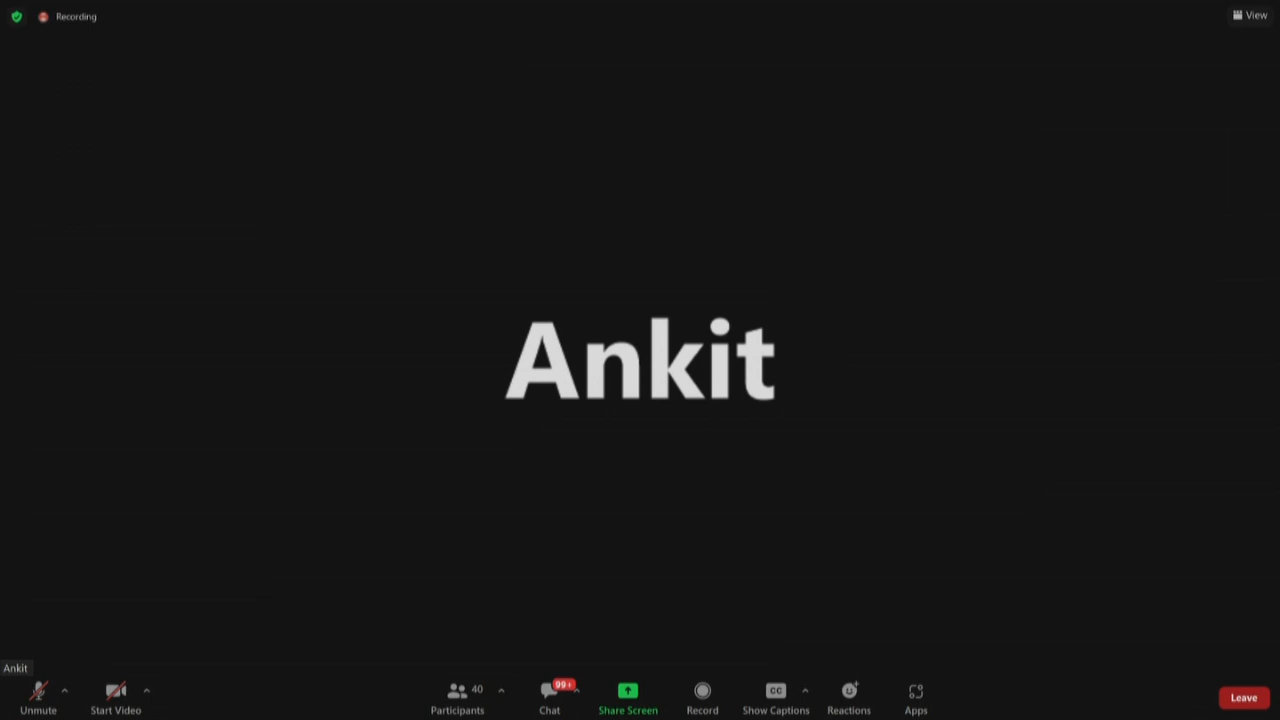 Recording
View
Ankit
Ankit
Unmute
Start Video
40
Participants
99+
Chat
Share Screen
Record
CC
Show Captions
Reactions
Apps
Leave